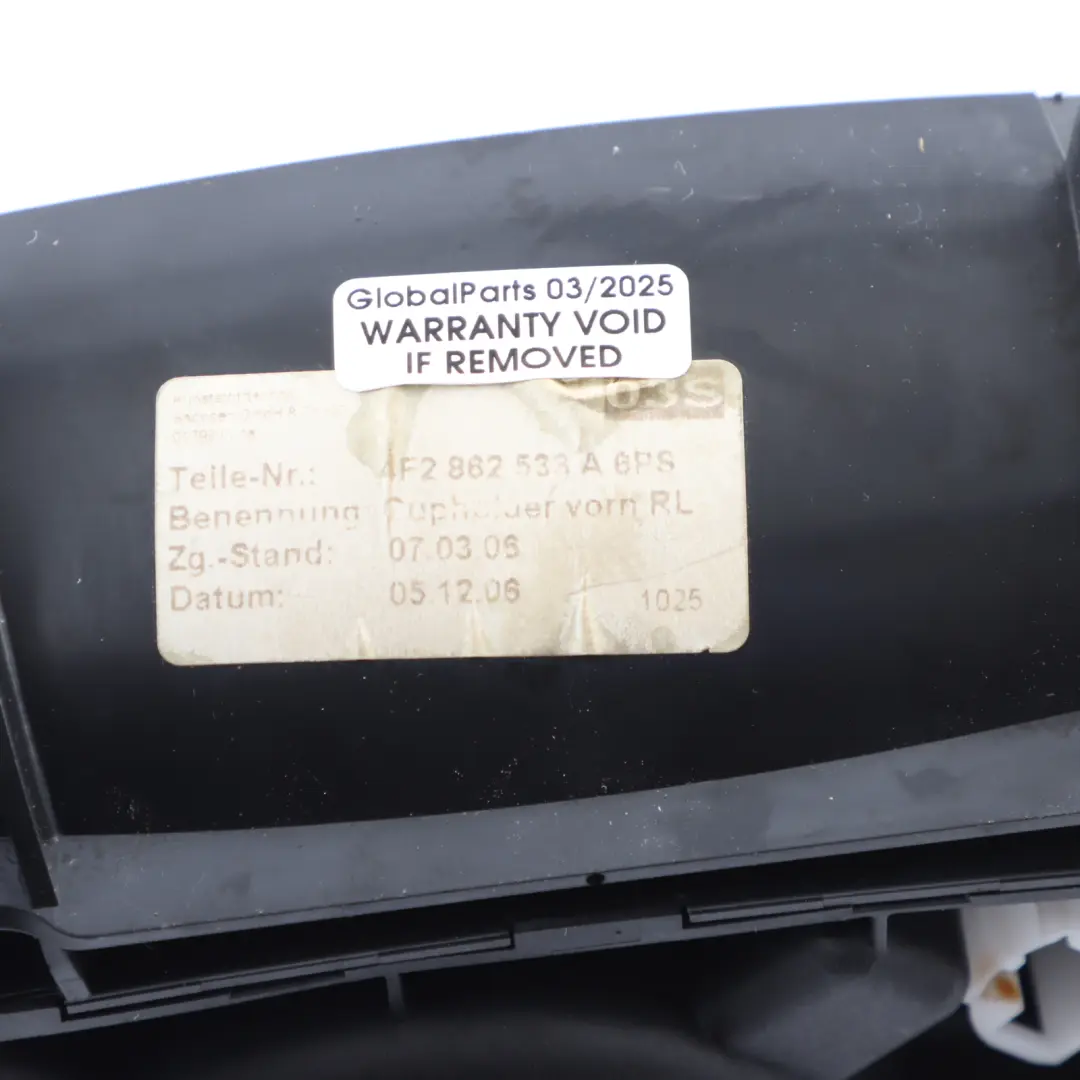 GlobalParts 03/2025
WARRANTY VOID
IF REMOVED
03S
Teile-Nr.: 4F2 862 533 A 6PS
Benennung Cupholder vorn RL
Zg.-Stand: 07.03.06
Datum: 05.12.06 1025